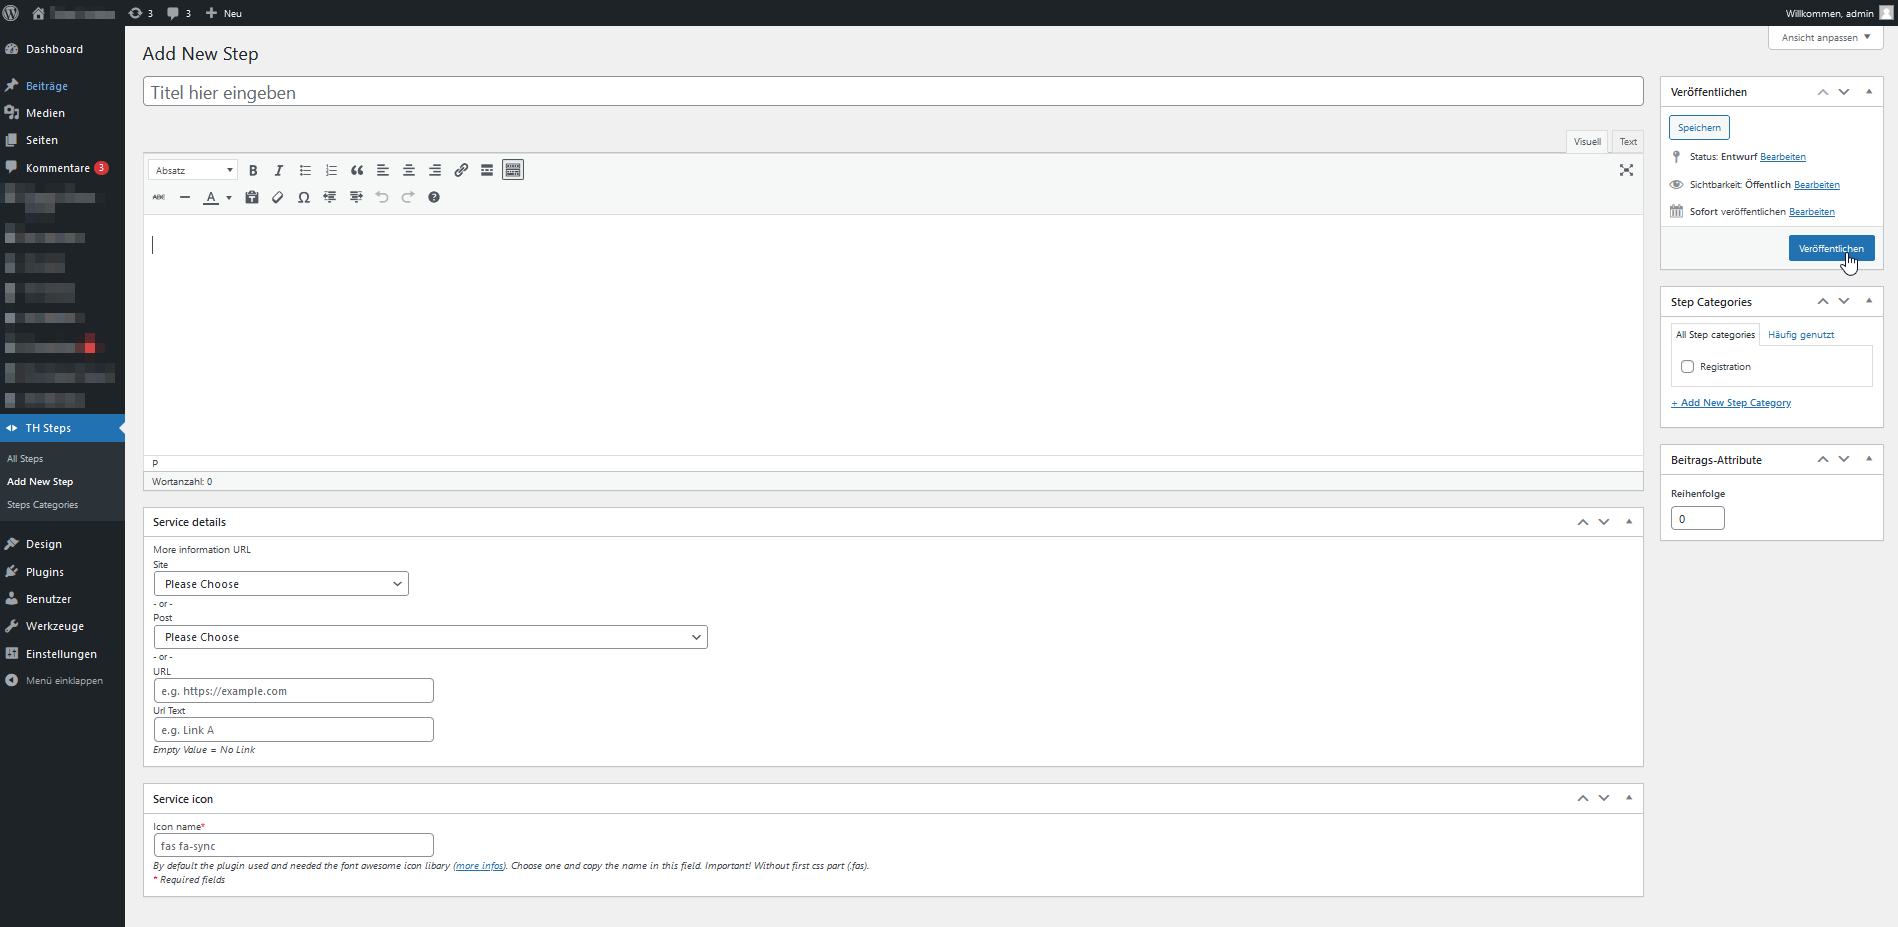 3
3
Neu
Willkommen, admin
Dashboard
Beiträge
Medien
Seiten
Kommentare 3
TH Steps
All Steps
Add New Step
Steps Categories
Design
Plugins
Benutzer
Werkzeuge
Einstellungen
Menü einklappen
Ansicht anpassen
Add New Step
Titel hier eingeben
Visuell
Text
Absatz
B I
ABC
A
Ω
P
Wortanzahl: 0
Service details
More information URL
Site
Please Choose
- or -
Post
Please Choose
- or -
URL
e.g. https://example.com
Url Text
e.g. Link A
Empty Value = No Link
Service icon
Icon name*
fas fa-sync
By default the plugin used and needed the font awesome icon libary (more infos). Choose one and copy the name in this field. Important! Without first css part (.fas).
* Required fields
Veröffentlichen
Speichern
Status: Entwurf Bearbeiten
Sichtbarkeit: Öffentlich Bearbeiten
Sofort veröffentlichen Bearbeiten
Veröffentlichen
Step Categories
All Step categories
Häufig genutzt
Registration
+ Add New Step Category
Beitrags-Attribute
Reihenfolge
0